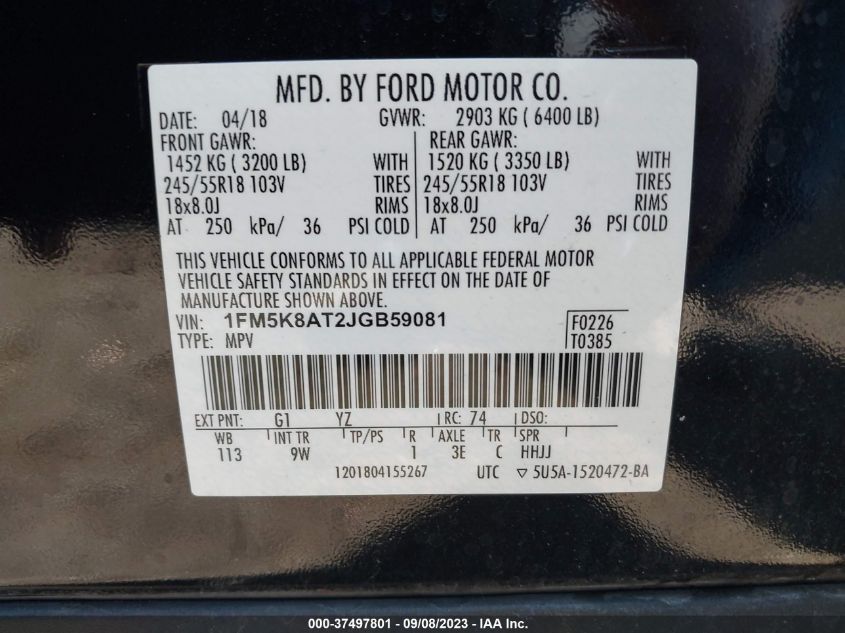 MFD. BY FORD MOTOR CO.
DATE: 04/18 GVWR: 2903 KG ( 6400 LB)
FRONT GAWR: REAR GAWR:
1452 KG ( 3200 LB) WITH 1520 KG ( 3350 LB) WITH
245/55R18 103V TIRES 245/55R18 103V TIRES
18x8.0J RIMS 18x8.0J RIMS
AT 250 kPa/ 36 PSI COLD AT 250 kPa/ 36 PSI COLD
THIS VEHICLE CONFORMS TO ALL APPLICABLE FEDERAL MOTOR
VEHICLE SAFETY STANDARDS IN EFFECT ON THE DATE OF
MANUFACTURE SHOWN ABOVE.
VIN: 1FM5K8AT2JGB59081 F0226
TYPE: MPV T0385
EXT PNT: G1 YZ RC: 74 DSO:
WB INT TR TP/PS R AXLE TR SPR
113 9W 1 3E C HHJJ
1201804155267 UTC ▽ 5U5A-1520472-BA
000-37497801 - 09/08/2023 - IAA Inc.